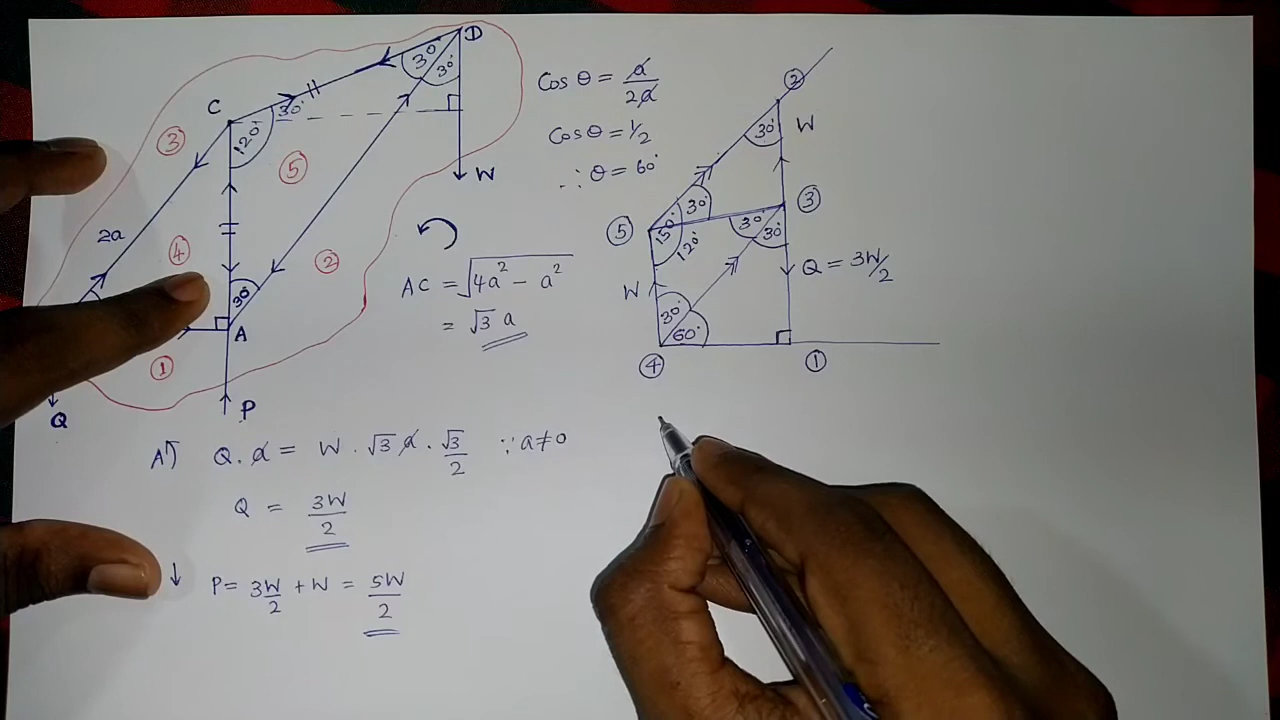 D
30°
30°
C
30°
120°
③
⑤
W
2a
④
②
30°
A
①
Q
P
Cos θ = a/2a
Cosθ = 1/2
∴ θ = 60°
AC = √4a² − a²
= √3 a
②
30°
W
30°
③
⑤
150°
120°
30°
30°
Q = 3W/2
W
30°
60°
④
①
A↰ Q . a = W . √3 a . √3/2 ∵ a ≠ 0
Q = 3W/2
↓ P = 3W/2 + W = 5W/2